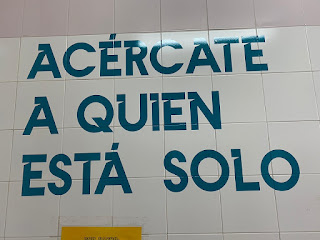 ACÉRCATE
A QUIEN
ESTÁ SOLO